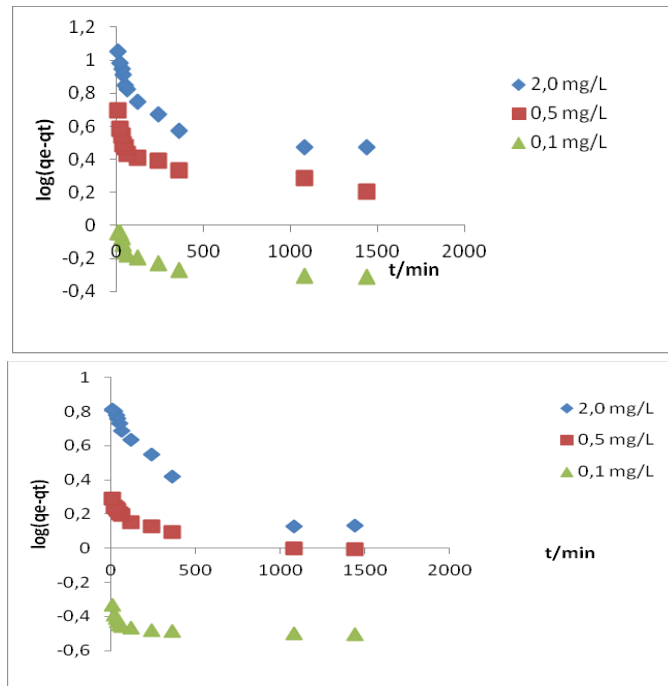 1,2
1
0,8
0,6
0,4
0,2
0
-0,2
-0,4
log(qe-qt)
0 500 1000 1500 2000
t/min
2,0 mg/L
0,5 mg/L
0,1 mg/L
1
0,8
0,6
0,4
0,2
0
-0,2
-0,4
-0,6
log(qe-qt)
0 500 1000 1500 2000
t/min
2,0 mg/L
0,5 mg/L
0,1 mg/L